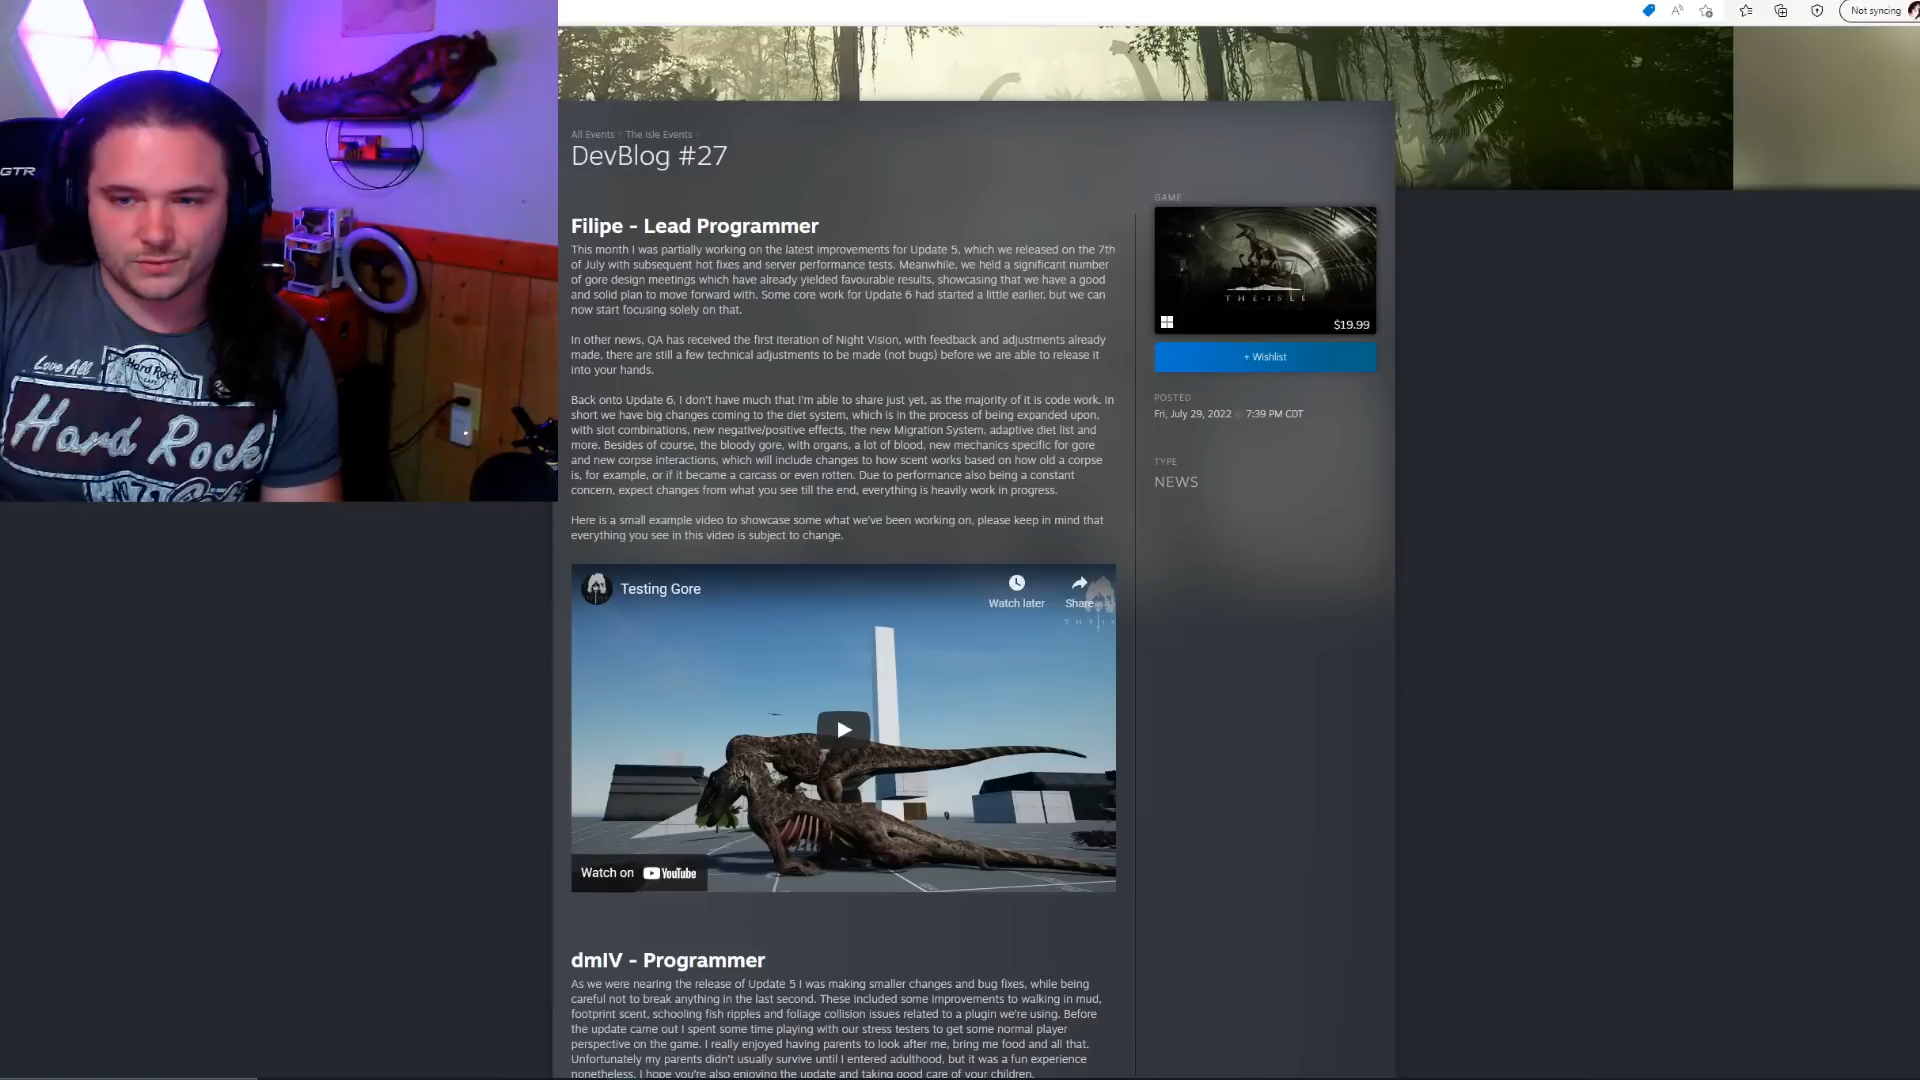 Not syncing
GTR
Love All
Hard Rock
CAFE
Hard Rock
All Events > The Isle Events >
DevBlog #27
Filipe - Lead Programmer
This month I was partially working on the latest improvements for Update 5, which we released on the 7th
of July with subsequent hot fixes and server performance tests. Meanwhile, we held a significant number
of gore design meetings which have already yielded favourable results, showcasing that we have a good
and solid plan to move forward with. Some core work for Update 6 had started a little earlier, but we can
now start focusing solely on that.
In other news, QA has received the first iteration of Night Vision, with feedback and adjustments already
made, there are still a few technical adjustments to be made (not bugs) before we are able to release it
into your hands.
Back onto Update 6, I don't have much that I'm able to share just yet, as the majority of it is code work. In
short we have big changes coming to the diet system, which is in the process of being expanded upon,
with slot combinations, new negative/positive effects, the new Migration System, adaptive diet list and
more. Besides of course, the bloody gore, with organs, a lot of blood, new mechanics specific for gore
and new corpse interactions, which will include changes to how scent works based on how old a corpse
is, for example, or if it became a carcass or even rotten. Due to performance also being a constant
concern, expect changes from what you see till the end, everything is heavily work in progress.
Here is a small example video to showcase some what we've been working on, please keep in mind that
everything you see in this video is subject to change.
Testing Gore
Watch later
Share
Watch on YouTube
dmIV - Programmer
As we were nearing the release of Update 5 I was making smaller changes and bug fixes, while being
careful not to break anything in the last second. These included some improvements to walking in mud,
footprint scent, schooling fish ripples and foliage collision issues related to a plugin we're using. Before
the update came out I spent some time playing with our stress testers to get some normal player
perspective on the game. I really enjoyed having parents to look after me, bring me food and all that.
Unfortunately my parents didn't usually survive until I entered adulthood, but it was a fun experience
nonetheless. I hope you're also enjoying the update and taking good care of your children.
GAME
THE ISLE
$19.99
+ Wishlist
POSTED
Fri, July 29, 2022 @ 7:39 PM CDT
TYPE
NEWS